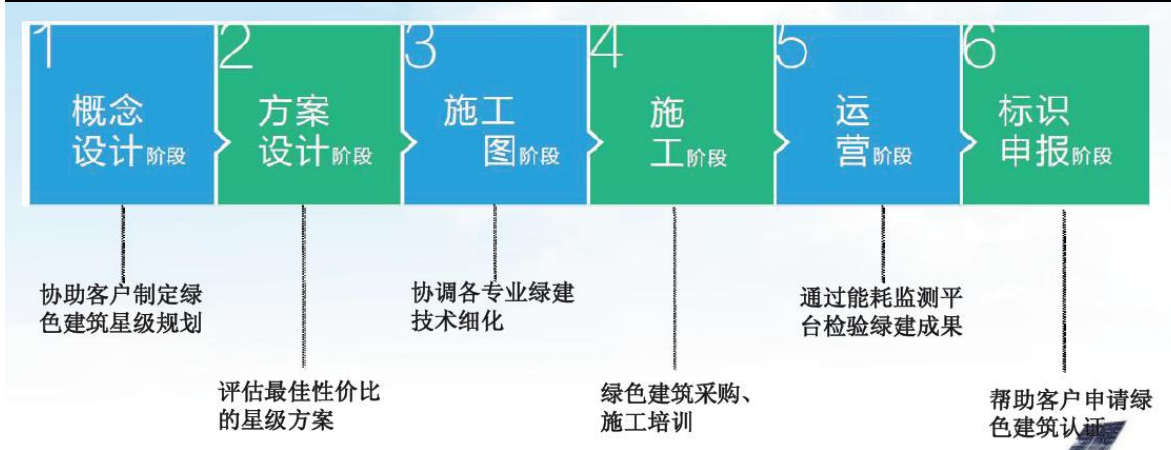 1
概念
设计阶段
2
方案
设计阶段
3
施工
图阶段
4
施
工阶段
5
运
营阶段
6
标识
申报阶段
协助客户制定绿
色建筑星级规划
评估最佳性价比
的星级方案
协调各专业绿建
技术细化
绿色建筑采购、
施工培训
通过能耗监测平
台检验绿建成果
帮助客户申请绿
色建筑认证